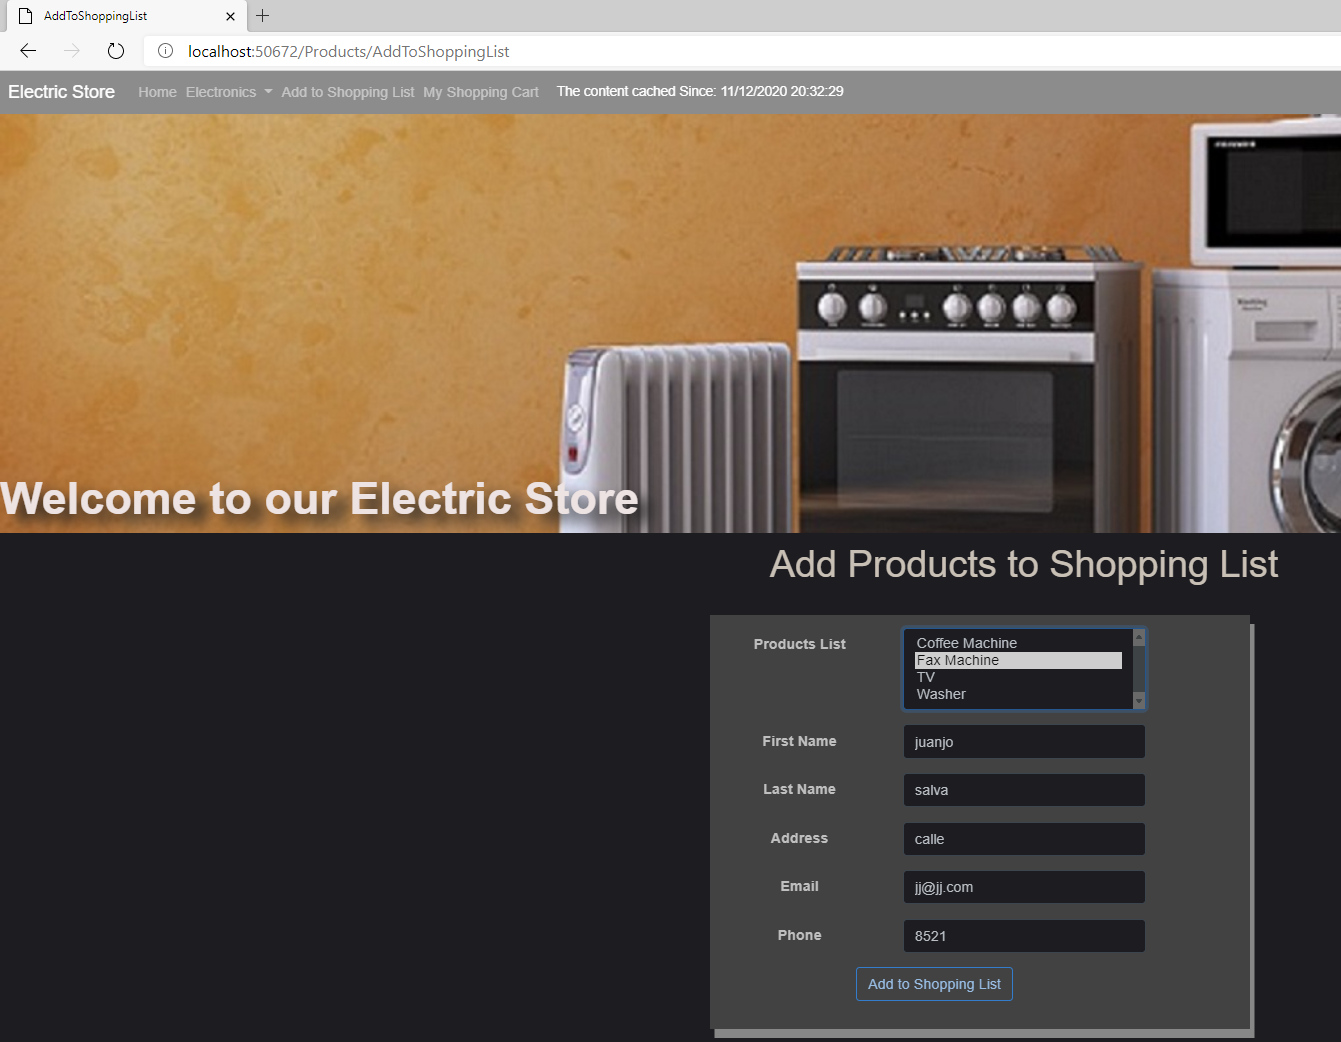 AddToShoppingList
localhost:50672/Products/AddToShoppingList
Electric Store Home Electronics Add to Shopping List My Shopping Cart The content cached Since: 11/12/2020 20:32:29
Welcome to our Electric Store
Add Products to Shopping List
Products List
Coffee Machine
Fax Machine
TV
Washer
First Name juanjo
Last Name salva
Address calle
Email jj@jj.com
Phone 8521
Add to Shopping List